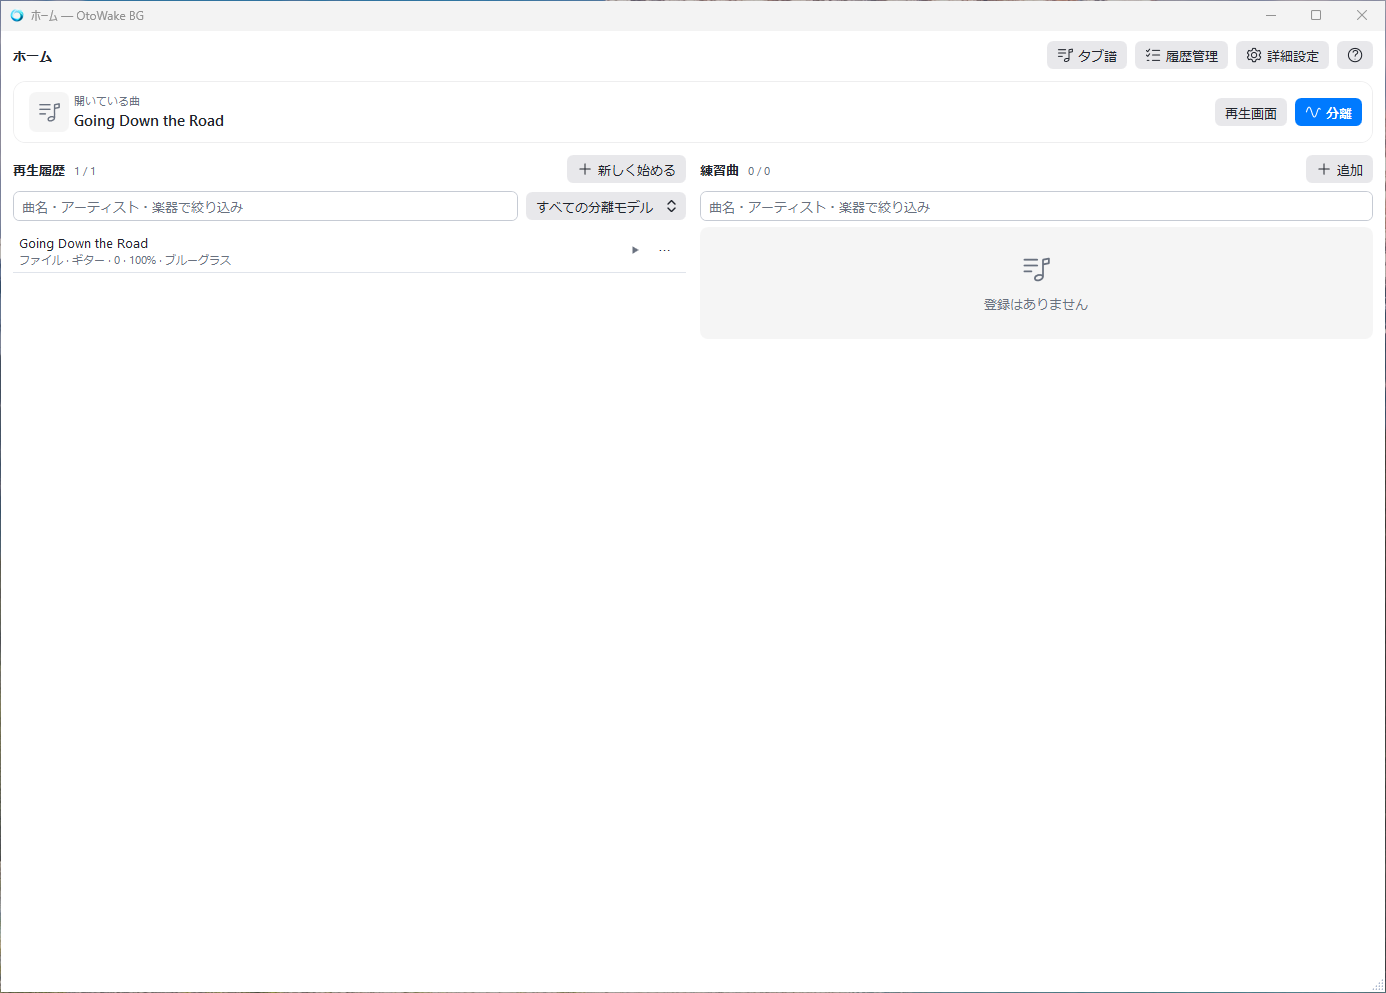 ホーム — OtoWake BG
ホーム
タブ譜
履歴管理
詳細設定
開いている曲
Going Down the Road
再生画面
分離
再生履歴 1 / 1
新しく始める
曲名・アーティスト・楽器で絞り込み
すべての分離モデル
Going Down the Road
ファイル · ギター · 0 · 100% · ブルーグラス
練習曲 0 / 0
追加
曲名・アーティスト・楽器で絞り込み
登録はありません